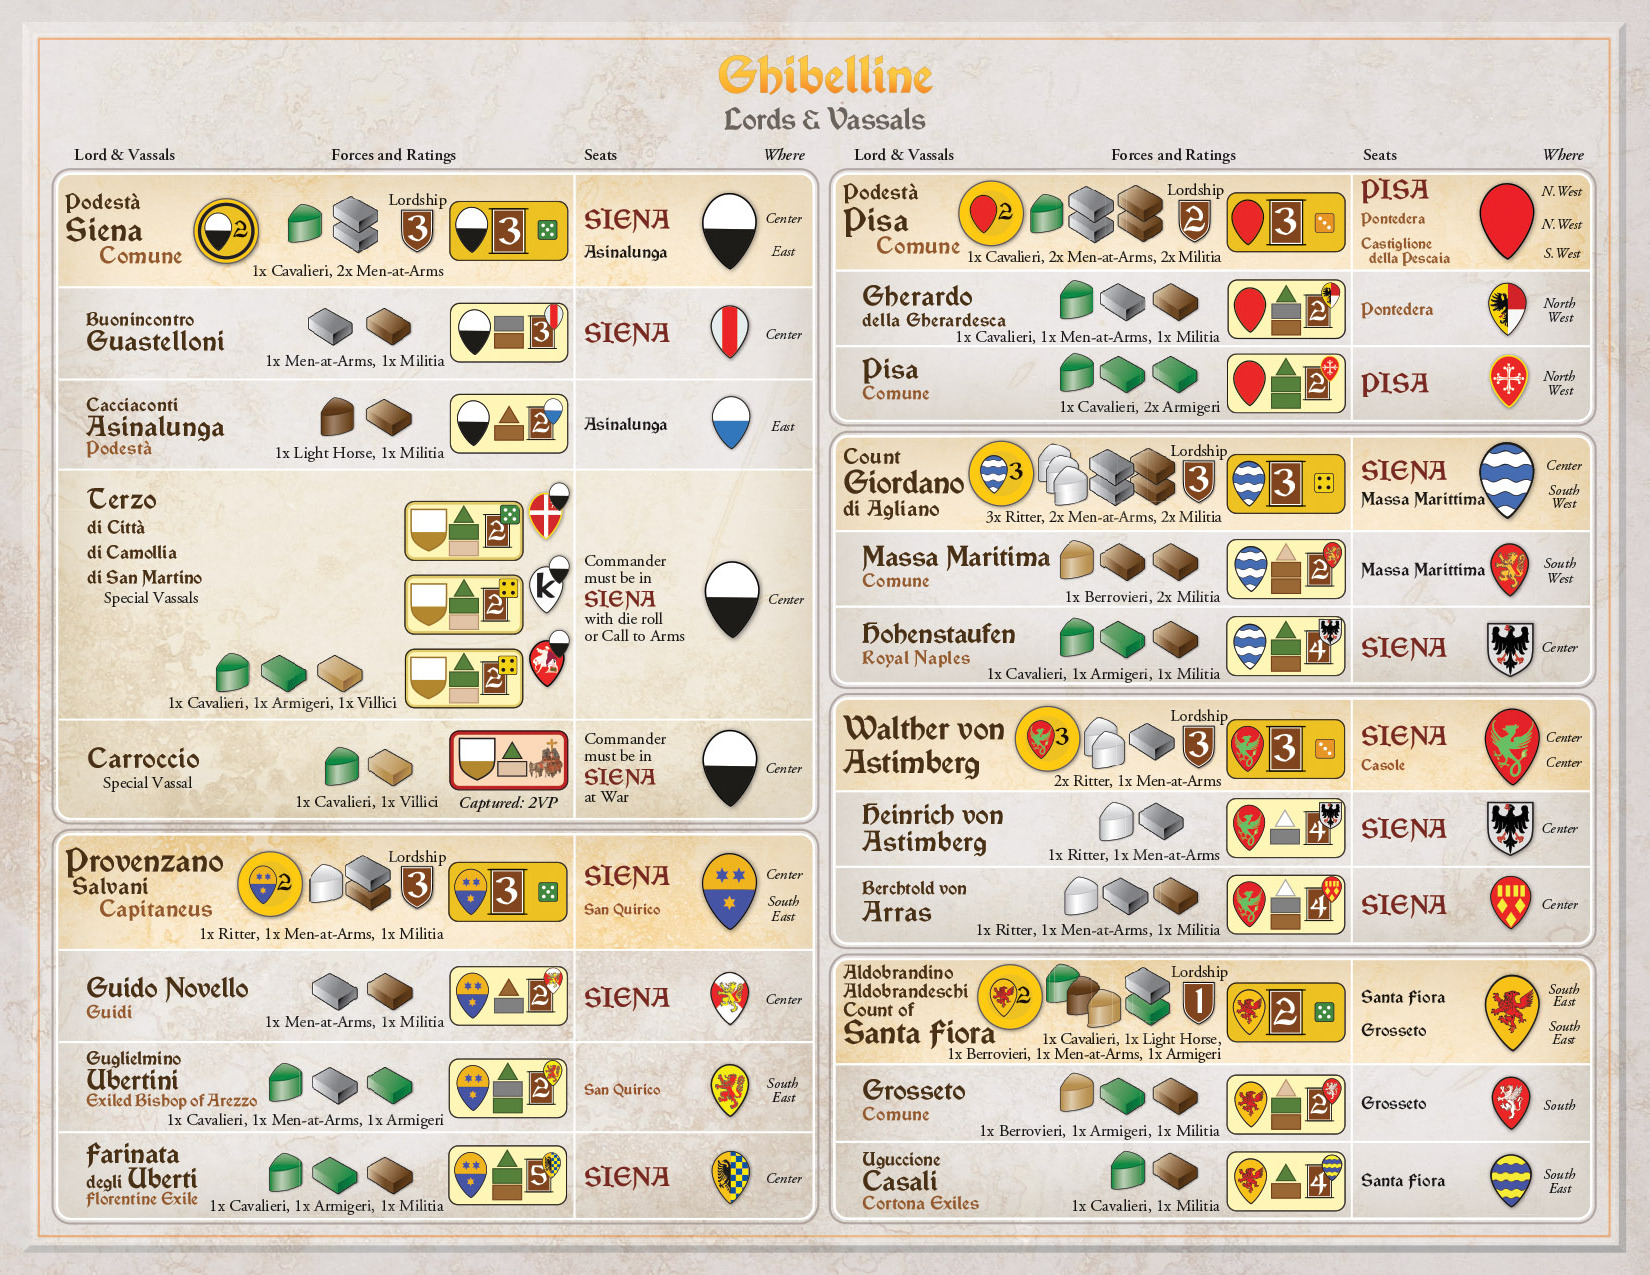 Ghibelline
Lords & Vassals
Lord & Vassals Forces and Ratings Seats Where
Podestà
Siena
Comune
2
Lordship
3
3
1x Cavalieri, 2x Men-at-Arms
SIENA
Asinalunga
Center
East
Buonincontro
Guastelloni
1x Men-at-Arms, 1x Militia
3
SIENA
Center
Cacciaconti
Asinalunga
Podestà
1x Light Horse, 1x Militia
2
Asinalunga
East
Terzo
di Città
di Camollia
di San Martino
Special Vassals
1x Cavalieri, 1x Armigeri, 1x Villici
2
2
K
2
Commander
must be in
SIENA
with die roll
or Call to Arms
Center
Carroccio
Special Vassal
1x Cavalieri, 1x Villici
Captured: 2VP
Commander
must be in
SIENA
at War
Center
Provenzano
Salvani
Capitaneus
2
Lordship
3
3
1x Ritter, 1x Men-at-Arms, 1x Militia
SIENA
San Quirico
Center
South
East
Guido Novello
Guidi
1x Men-at-Arms, 1x Militia
2
SIENA
Center
Guglielmino
Ubertini
Exiled Bishop of Arezzo
1x Cavalieri, 1x Men-at-Arms, 1x Armigeri
2
San Quirico
South
East
Farinata
degli Uberti
Florentine Exile
1x Cavalieri, 1x Armigeri, 1x Militia
5
SIENA
Center
Lord & Vassals Forces and Ratings Seats Where
Podestà
Pisa
Comune
2
Lordship
2
3
1x Cavalieri, 2x Men-at-Arms, 2x Militia
PISA
Pontedera
Castiglione
della Pescaia
N. West
N. West
S. West
Gherardo
della Gherardesca
1x Cavalieri, 1x Men-at-Arms, 1x Militia
2
Pontedera
North
West
Pisa
Comune
1x Cavalieri, 2x Armigeri
2
PISA
North
West
Count
Giordano
di Agliano
3
Lordship
3
3
3x Ritter, 2x Men-at-Arms, 2x Militia
SIENA
Massa Marittima
Center
South
West
Massa Maritima
Comune
1x Berrovieri, 2x Militia
2
Massa Marittima
South
West
Hohenstaufen
Royal Naples
1x Cavalieri, 1x Armigeri, 1x Militia
4
SIENA
Center
Walther von
Astimberg
3
Lordship
3
3
2x Ritter, 1x Men-at-Arms
SIENA
Casole
Center
Center
Heinrich von
Astimberg
1x Ritter, 1x Men-at-Arms
4
SIENA
Center
Berchtold von
Arras
1x Ritter, 1x Men-at-Arms, 1x Militia
4
SIENA
Center
Aldobrandino
Aldobrandeschi
Count of
Santa Fiora
2
Lordship
1
2
1x Cavalieri, 1x Light Horse,
1x Berrovieri, 1x Men-at-Arms, 1x Armigeri
Santa Fiora
Grosseto
South
East
South
East
Grosseto
Comune
1x Berrovieri, 1x Armigeri, 1x Militia
2
Grosseto
South
Uguccione
Casali
Cortona Exiles
1x Cavalieri, 1x Militia
4
Santa Fiora
South
East